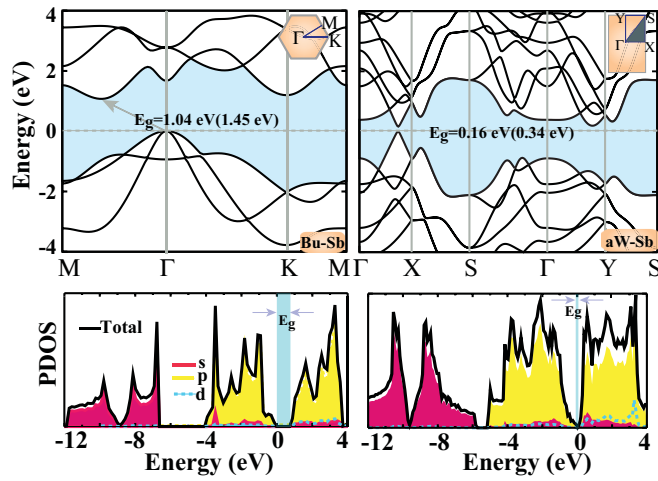 4
2
0
-2
-4
Energy (eV)
M
Γ
K
Eg=1.04 eV(1.45 eV)
Bu-Sb
M Γ K M
Y S
Γ X
Eg=0.16 eV(0.34 eV)
aW-Sb
Γ X S Γ Y S
PDOS
Total
s
p
d
Eg
-12 -8 -4 0 4
Energy (eV)
Eg
-12 -8 -4 0 4
Energy (eV)